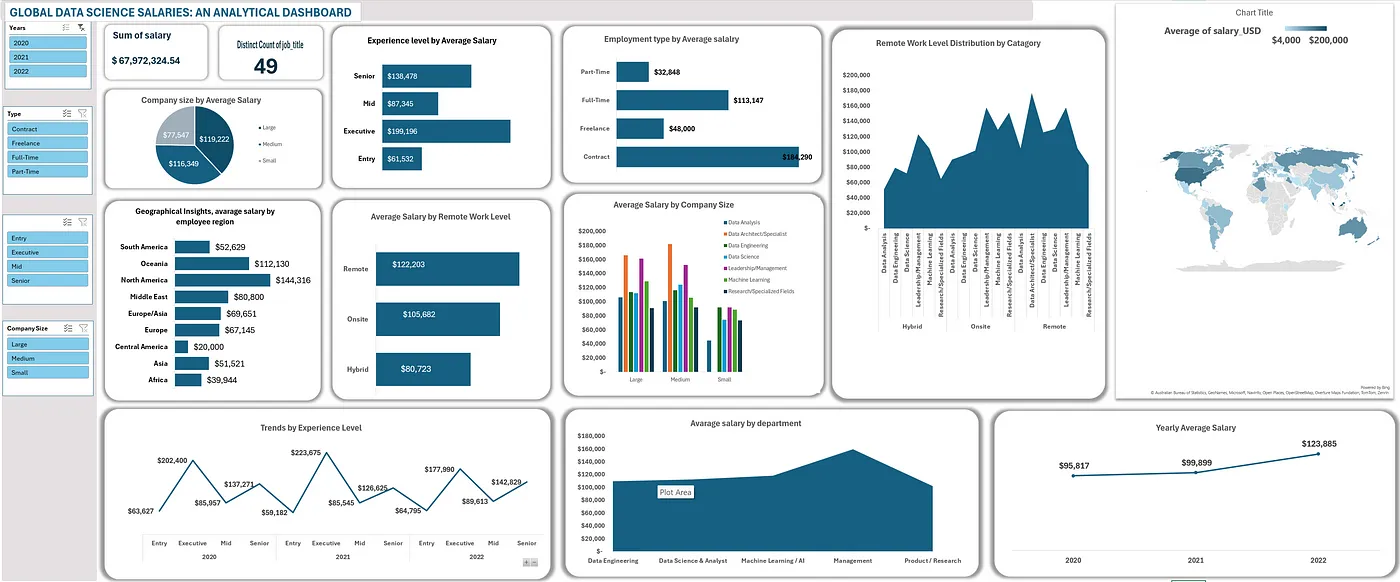 GLOBAL DATA SCIENCE SALARIES: AN ANALYTICAL DASHBOARD
Years
2020
2021
2022
Type
Contract
Freelance
Full-Time
Part-Time
Entry
Executive
Mid
Senior
Company Size
Large
Medium
Small
Sum of salary
$ 67,972,324.54
Distinct Count of job_title
49
Company size by Average Salary
$77,547
$119,222
$116,349
Large
Medium
Small
Experience level by Average Salary
Senior $138,478
Mid $87,345
Executive $199,196
Entry $61,532
Employment type by Average salalry
Part-Time $32,848
Full-Time $113,147
Freelance $48,000
Contract $184,290
Remote Work Level Distribution by Catagory
$200,000
$180,000
$160,000
$140,000
$120,000
$100,000
$80,000
$60,000
$40,000
$20,000
$-
Data Analysis
Data Engineering
Data Science
Leadership/Management
Machine Learning
Research/Specialized Fields
Data Analysis
Data Engineering
Data Science
Leadership/Management
Machine Learning
Research/Specialized Fields
Data Analysis
Data Architect/Specialist
Data Engineering
Data Science
Leadership/Management
Machine Learning
Research/Specialized Fields
Hybrid Onsite Remote
Chart Title
Average of salary_USD
$4,000 $200,000
Powered by Bing
© Australian Bureau of Statistics, GeoNames, Microsoft, Navinfo, Open Places, OpenStreetMap, Overture Maps Fundation, TomTom, Zenrin
Geographical Insights, avarage salary by
employee region
South America $52,629
Oceania $112,130
North America $144,316
Middle East $80,800
Europe/Asia $69,651
Europe $67,145
Central America $20,000
Asia $51,521
Africa $39,944
Average Salary by Remote Work Level
Remote $122,203
Onsite $105,682
Hybrid $80,723
Average Salary by Company Size
$200,000
$180,000
$160,000
$140,000
$120,000
$100,000
$80,000
$60,000
$40,000
$20,000
$-
Large Medium Small
Data Analysis
Data Architect/Specialist
Data Engineering
Data Science
Leadership/Management
Machine Learning
Research/Specialized Fields
Trends by Experience Level
$63,627
$202,400
$85,957
$137,271
$59,182
$223,675
$85,545
$126,625
$64,795
$177,990
$89,613
$142,829
Entry Executive Mid Senior Entry Executive Mid Senior Entry Executive Mid Senior
2020 2021 2022
Avarage salary by department
$180,000
$160,000
$140,000
$120,000
$100,000
$80,000
$60,000
$40,000
$20,000
$-
Plot Area
Data Engineering Data Science & Analyst Machine Learning / AI Management Product / Research
Yearly Average Salary
$95,817
$99,899
$123,885
2020 2021 2022